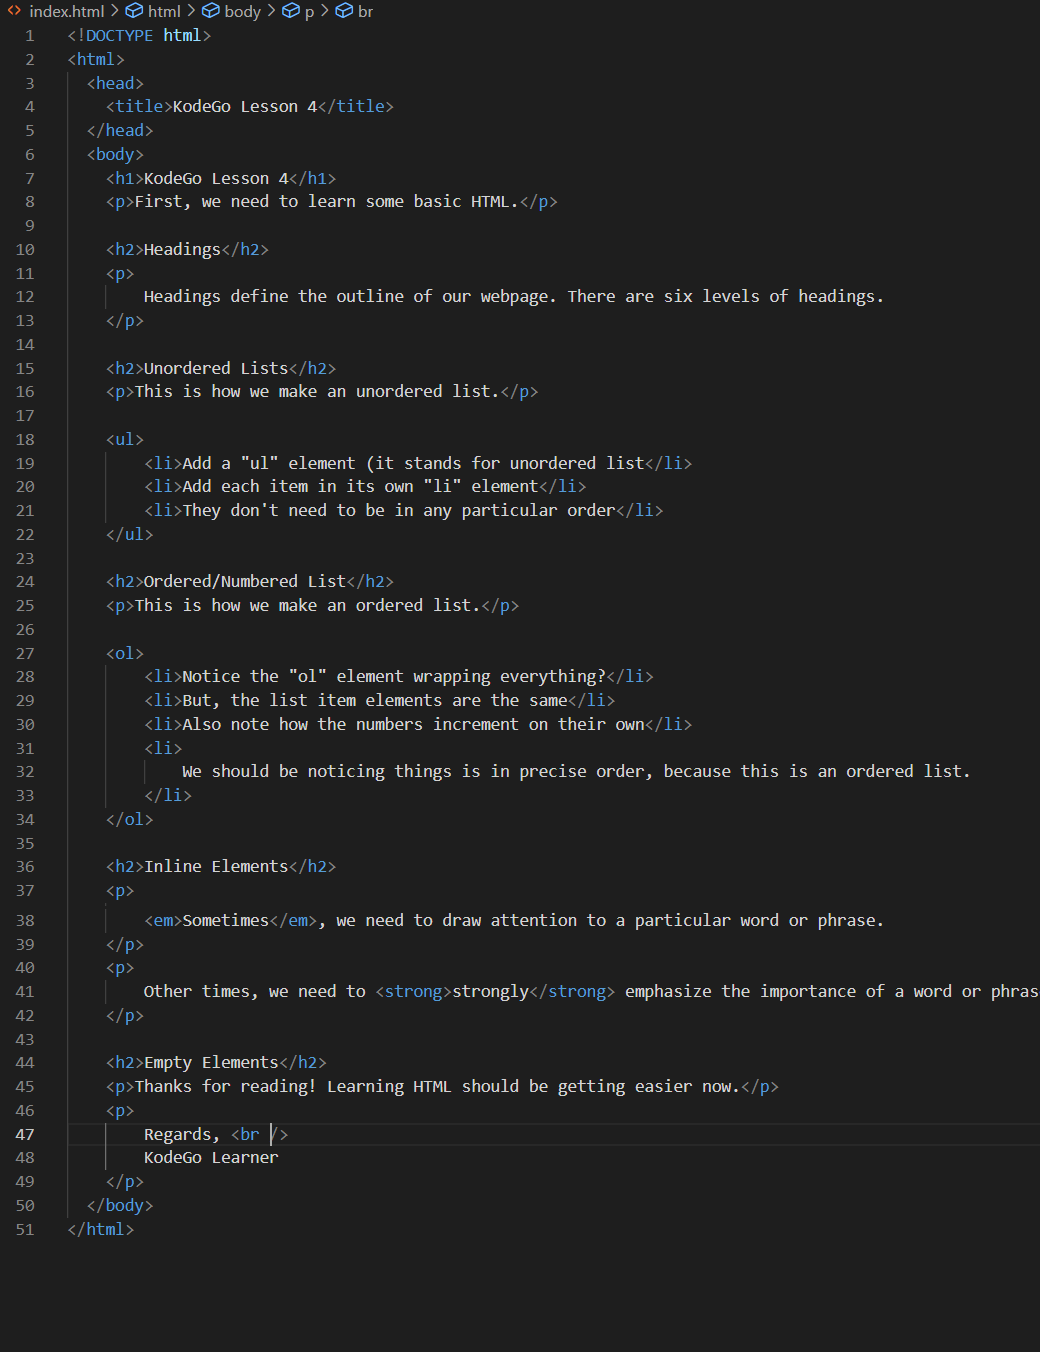 <> index.html > html > body > p > br
1 <!DOCTYPE html>
2 <html>
3 <head>
4 <title>KodeGo Lesson 4</title>
5 </head>
6 <body>
7 <h1>KodeGo Lesson 4</h1>
8 <p>First, we need to learn some basic HTML.</p>
9
10 <h2>Headings</h2>
11 <p>
12 Headings define the outline of our webpage. There are six levels of headings.
13 </p>
14
15 <h2>Unordered Lists</h2>
16 <p>This is how we make an unordered list.</p>
17
18 <ul>
19 <li>Add a "ul" element (it stands for unordered list</li>
20 <li>Add each item in its own "li" element</li>
21 <li>They don't need to be in any particular order</li>
22 </ul>
23
24 <h2>Ordered/Numbered List</h2>
25 <p>This is how we make an ordered list.</p>
26
27 <ol>
28 <li>Notice the "ol" element wrapping everything?</li>
29 <li>But, the list item elements are the same</li>
30 <li>Also note how the numbers increment on their own</li>
31 <li>
32 We should be noticing things is in precise order, because this is an ordered list.
33 </li>
34 </ol>
35
36 <h2>Inline Elements</h2>
37 <p>
38 <em>Sometimes</em>, we need to draw attention to a particular word or phrase.
39 </p>
40 <p>
41 Other times, we need to <strong>strongly</strong> emphasize the importance of a word or phras
42 </p>
43
44 <h2>Empty Elements</h2>
45 <p>Thanks for reading! Learning HTML should be getting easier now.</p>
46 <p>
47 Regards, <br />
48 KodeGo Learner
49 </p>
50 </body>
51 </html>